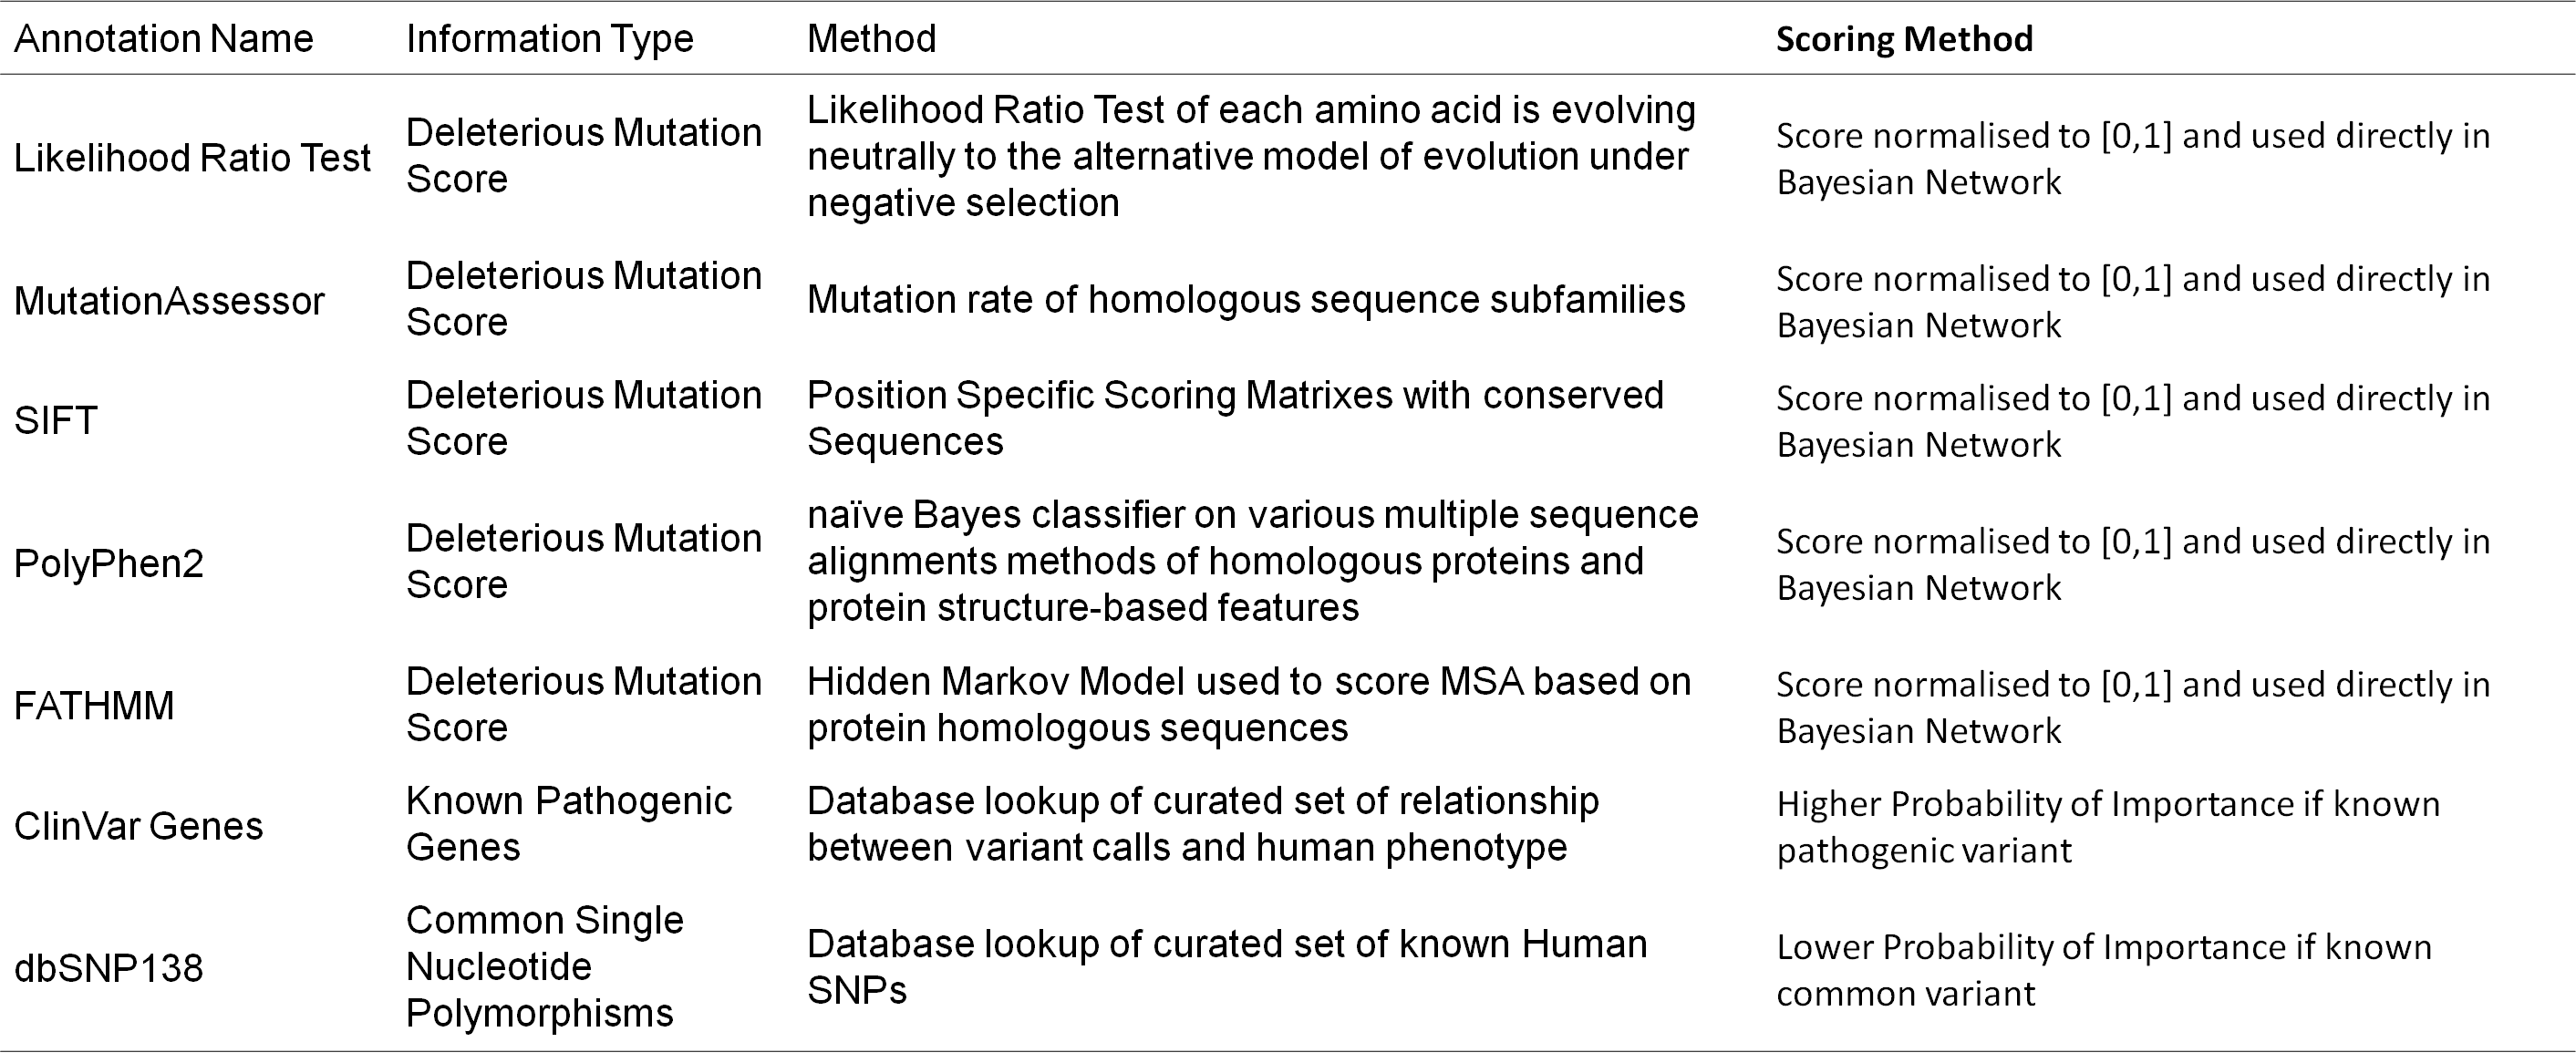 Annotation Name Information Type Method Scoring Method
Likelihood Ratio Test
Deleterious Mutation
Score
Likelihood Ratio Test of each amino acid is evolving
neutrally to the alternative model of evolution under
negative selection
Score normalised to [0,1] and used directly in
Bayesian Network
MutationAssessor
Deleterious Mutation
Score
Mutation rate of homologous sequence subfamilies
Score normalised to [0,1] and used directly in
Bayesian Network
SIFT
Deleterious Mutation
Score
Position Specific Scoring Matrixes with conserved
Sequences
Score normalised to [0,1] and used directly in
Bayesian Network
PolyPhen2
Deleterious Mutation
Score
naïve Bayes classifier on various multiple sequence
alignments methods of homologous proteins and
protein structure-based features
Score normalised to [0,1] and used directly in
Bayesian Network
FATHMM
Deleterious Mutation
Score
Hidden Markov Model used to score MSA based on
protein homologous sequences
Score normalised to [0,1] and used directly in
Bayesian Network
ClinVar Genes
Known Pathogenic
Genes
Database lookup of curated set of relationship
between variant calls and human phenotype
Higher Probability of Importance if known
pathogenic variant
dbSNP138
Common Single
Nucleotide
Polymorphisms
Database lookup of curated set of known Human
SNPs
Lower Probability of Importance if known
common variant